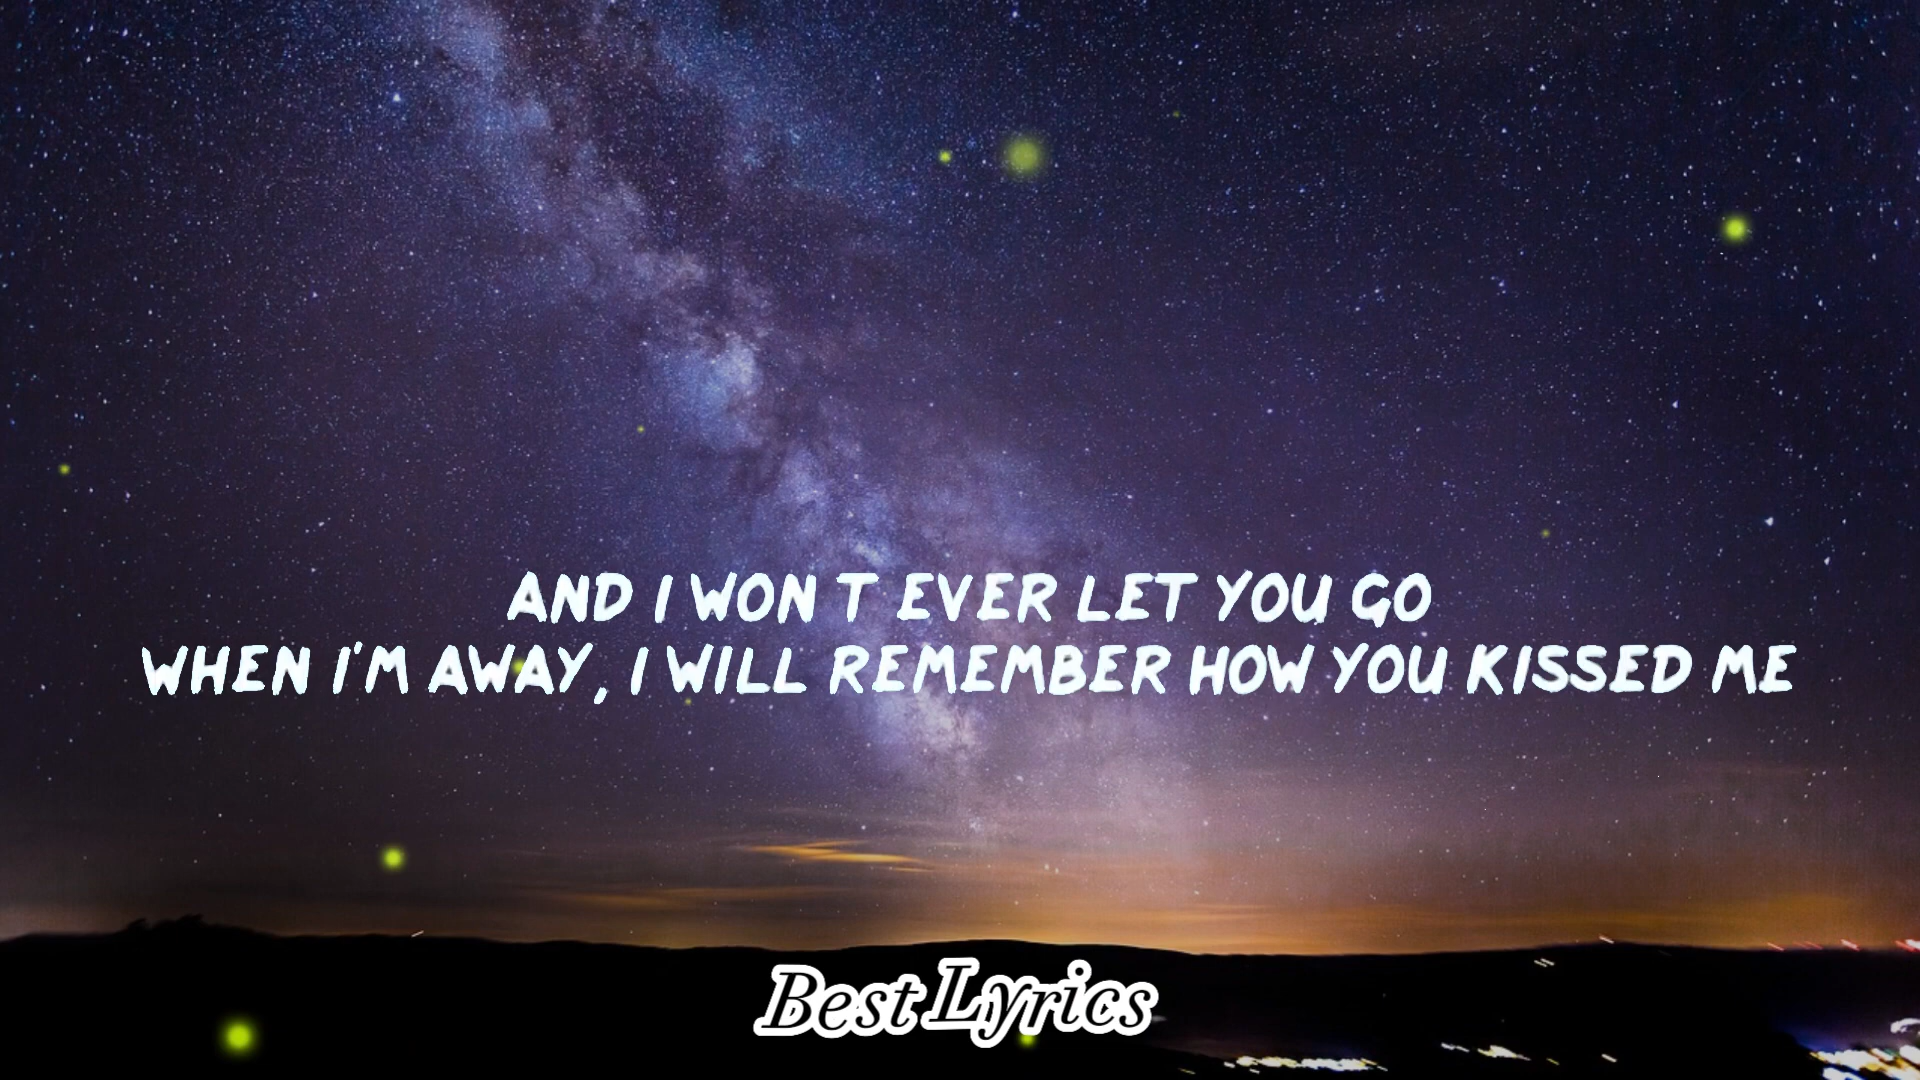 AND I WON T EVER LET YOU GO
WHEN I'M AWAY, I WILL REMEMBER HOW YOU KISSED ME
Best Lyrics